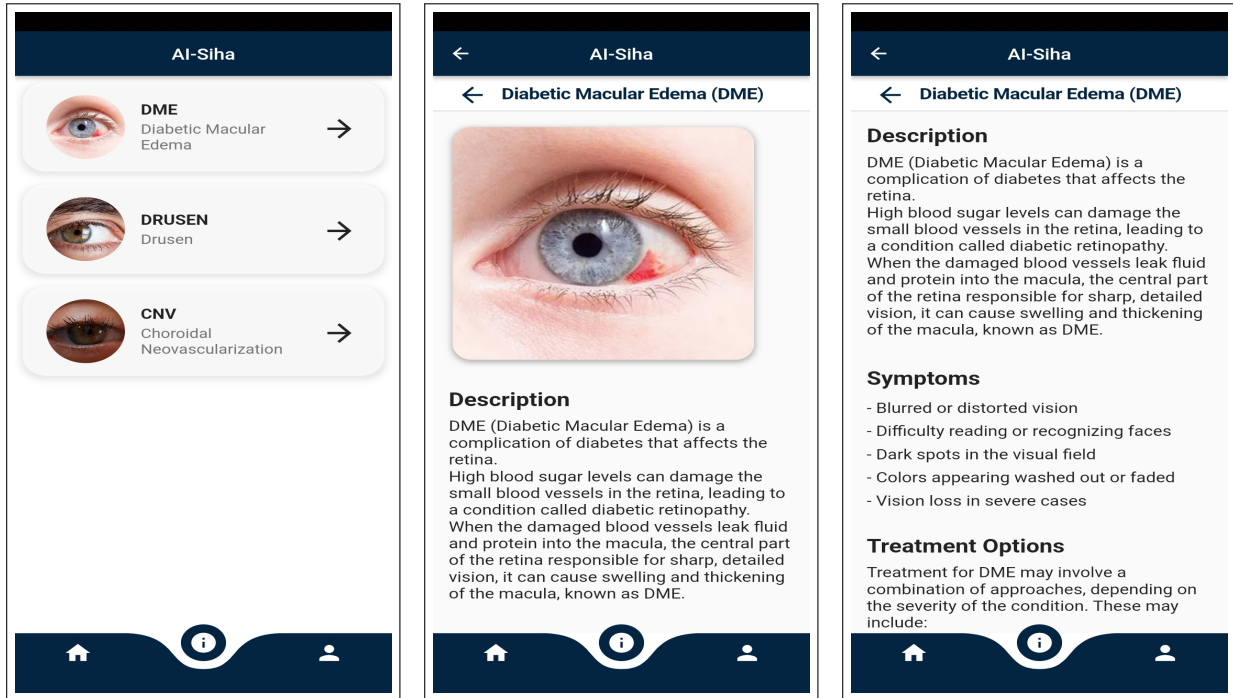 AI-Siha
DME
Diabetic Macular
Edema
DRUSEN
Drusen
CNV
Choroidal
Neovascularization
AI-Siha
Diabetic Macular Edema (DME)
Description
DME (Diabetic Macular Edema) is a
complication of diabetes that affects the
retina.
High blood sugar levels can damage the
small blood vessels in the retina, leading to
a condition called diabetic retinopathy.
When the damaged blood vessels leak fluid
and protein into the macula, the central part
of the retina responsible for sharp, detailed
vision, it can cause swelling and thickening
of the macula, known as DME.
AI-Siha
Diabetic Macular Edema (DME)
Description
DME (Diabetic Macular Edema) is a
complication of diabetes that affects the
retina.
High blood sugar levels can damage the
small blood vessels in the retina, leading to
a condition called diabetic retinopathy.
When the damaged blood vessels leak fluid
and protein into the macula, the central part
of the retina responsible for sharp, detailed
vision, it can cause swelling and thickening
of the macula, known as DME.
Symptoms
- Blurred or distorted vision
- Difficulty reading or recognizing faces
- Dark spots in the visual field
- Colors appearing washed out or faded
- Vision loss in severe cases
Treatment Options
Treatment for DME may involve a
combination of approaches, depending on
the severity of the condition. These may
include: